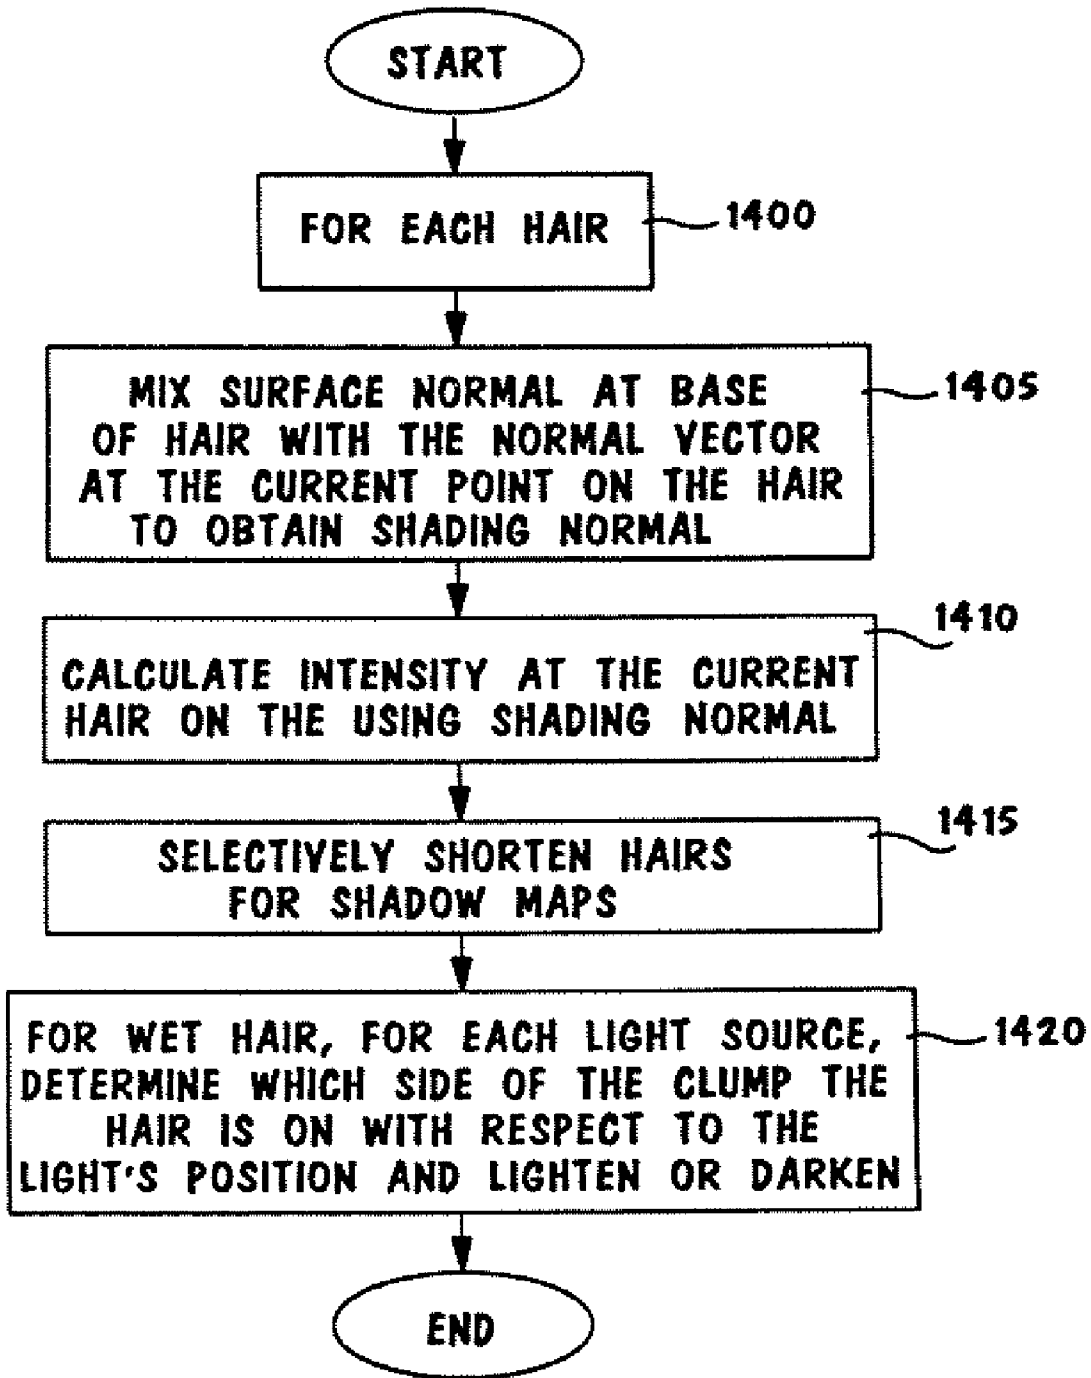 START
FOR EACH HAIR
1400
MIX SURFACE NORMAL AT BASE
OF HAIR WITH THE NORMAL VECTOR
AT THE CURRENT POINT ON THE HAIR
TO OBTAIN SHADING NORMAL
1405
CALCULATE INTENSITY AT THE CURRENT
HAIR ON THE USING SHADING NORMAL
1410
SELECTIVELY SHORTEN HAIRS
FOR SHADOW MAPS
1415
FOR WET HAIR, FOR EACH LIGHT SOURCE,
DETERMINE WHICH SIDE OF THE CLUMP THE
HAIR IS ON WITH RESPECT TO THE
LIGHT'S POSITION AND LIGHTEN OR DARKEN
1420
END